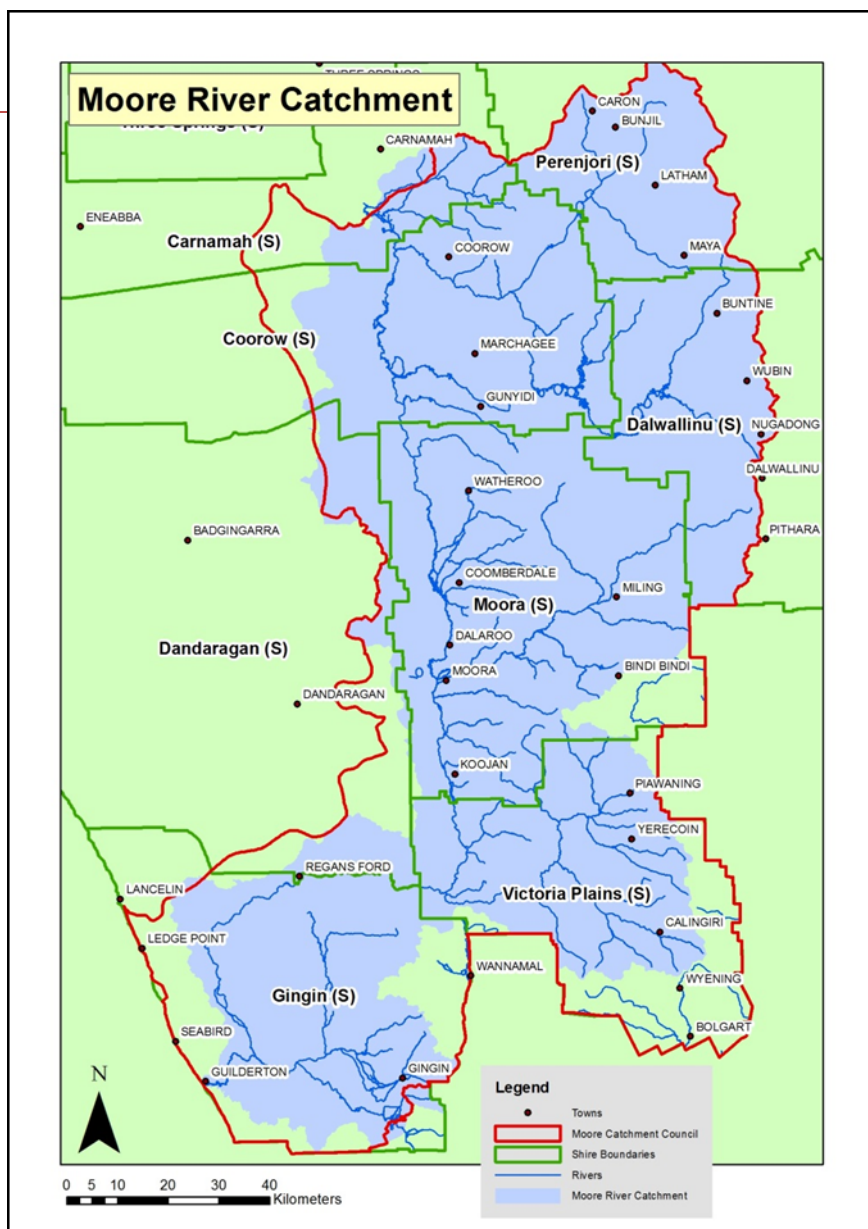 Moore River Catchment
CARON
BUNJIL
CARNAMAH
Perenjori (S)
LATHAM
ENEABBA
Carnamah (S)
COOROW
MAYA
BUNTINE
Coorow (S)
MARCHAGEE
WUBIN
GUNYIDI
Dalwallinu (S)
NUGADONG
DALWALLINU
WATHEROO
BADGINGARRA
PITHARA
COOMBERDALE
MILING
Moora (S)
DALAROO
Dandaragan (S)
MOORA
BINDI BINDI
DANDARAGAN
KOOJAN
PIAWANING
YERECOIN
REGANS FORD
LANCELIN
Victoria Plains (S)
CALINGIRI
LEDGE POINT
WANNAMAL
WYENING
Gingin (S)
SEABIRD
BOLGART
GUILDERTON
GINGIN
N
Legend
Towns
Moore Catchment Council
Shire Boundaries
Rivers
Moore River Catchment
0 5 10 20 30 40
Kilometers